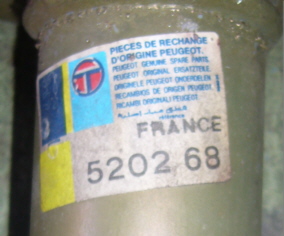 PIECES DE RECHANGE
D'ORIGINE PEUGEOT.
PEUGEOT GENUINE SPARE PARTS.
PEUGEOT ORIGINAL ERSATZTEILE.
ORIGINELE PEUGEOT ONDERDELEN
RECAMBIOS DE ORIGEN PEUGEOT.
RICAMBI ORIGINALI PEUGEOT.
FRANCE
5202 68